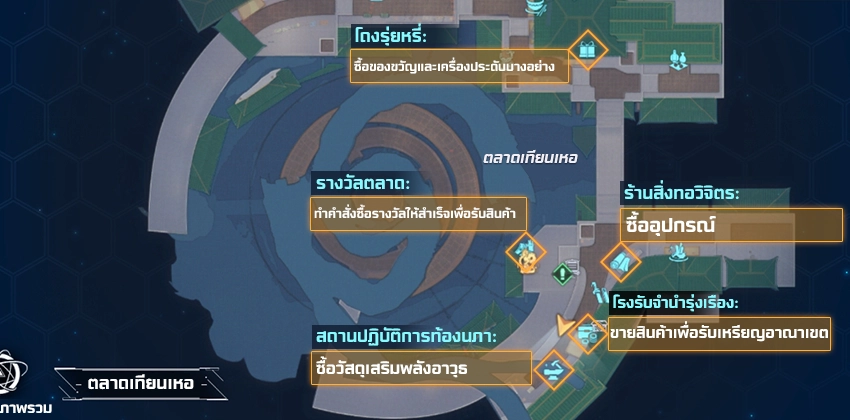 โถงรุ่ยหรี่:
ซื้อของขวัญและเครื่องประดับบางอย่าง
ตลาดเทียนเหอ
รางวัลตลาด:
ทำคำสั่งซื้อรางวัลให้สำเร็จเพื่อรับสินค้า
ร้านสิ่งทอวิจิตร:
ซื้ออุปกรณ์
โรงรับจำนำรุ่งเรือง:
ขายสินค้าเพื่อรับเหรียญอาณาเขต
สถานปฏิบัติการท้องนภา:
ซื้อวัสดุเสริมพลังอาวุธ
ตลาดเทียนเหอ
ภาพรวม